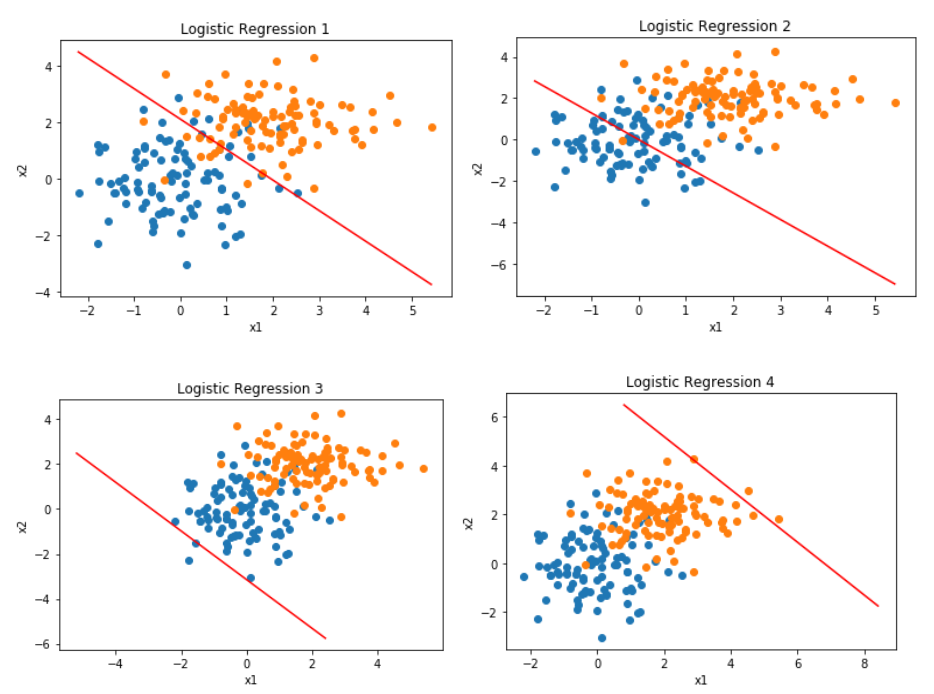 Logistic Regression 1
4
2
0
−2
−4
x2
−2 −1 0 1 2 3 4 5
x1
Logistic Regression 2
4
2
0
−2
−4
−6
x2
−2 −1 0 1 2 3 4 5
x1
Logistic Regression 3
4
2
0
−2
−4
−6
x2
−4 −2 0 2 4
x1
Logistic Regression 4
6
4
2
0
−2
x2
−2 0 2 4 6 8
x1